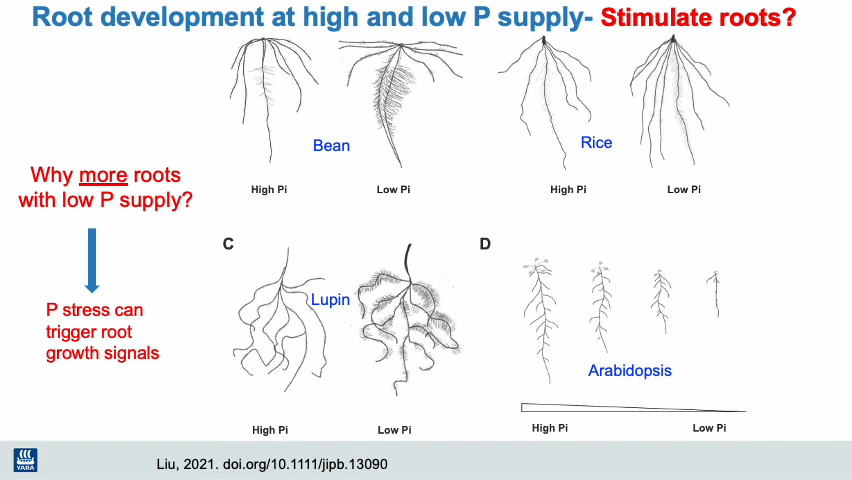 Root development at high and low P supply- Stimulate roots?
Bean
Rice
High Pi
Low Pi
High Pi
Low Pi
Why more roots
with low P supply?
P stress can
trigger root
growth signals
C
D
Lupin
Arabidopsis
High Pi
Low Pi
High Pi
Low Pi
YARA
Liu, 2021. doi.org/10.1111/jipb.13090